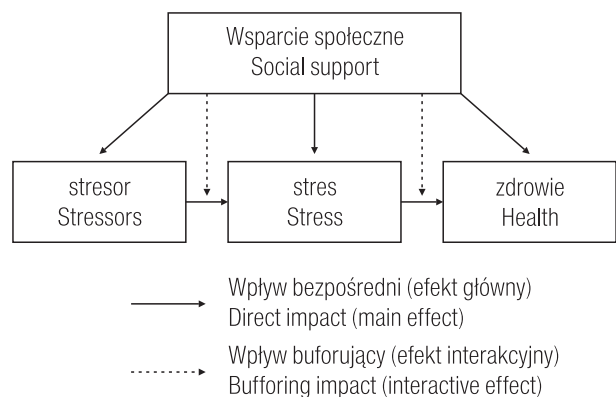 Wsparcie społeczne
Social support
stresor
Stressors
stres
Stress
zdrowie
Health
Wpływ bezpośredni (efekt główny)
Direct impact (main effect)
Wpływ buforujący (efekt interakcyjny)
Bufforing impact (interactive effect)